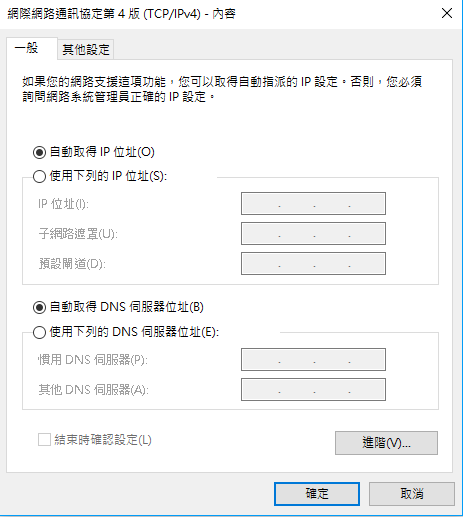 網際網路通訊協定第 4 版 (TCP/IPv4) - 內容
一般
其他設定
如果您的網路支援這項功能，您可以取得自動指派的 IP 設定。否則，您必須
詢問網路系統管理員正確的 IP 設定。
自動取得 IP 位址(O)
使用下列的 IP 位址(S):
IP 位址(I):
子網路遮罩(U):
預設閘道(D):
自動取得 DNS 伺服器位址(B)
使用下列的 DNS 伺服器位址(E):
慣用 DNS 伺服器(P):
其他 DNS 伺服器(A):
結束時確認設定(L)
進階(V)...
確定
取消